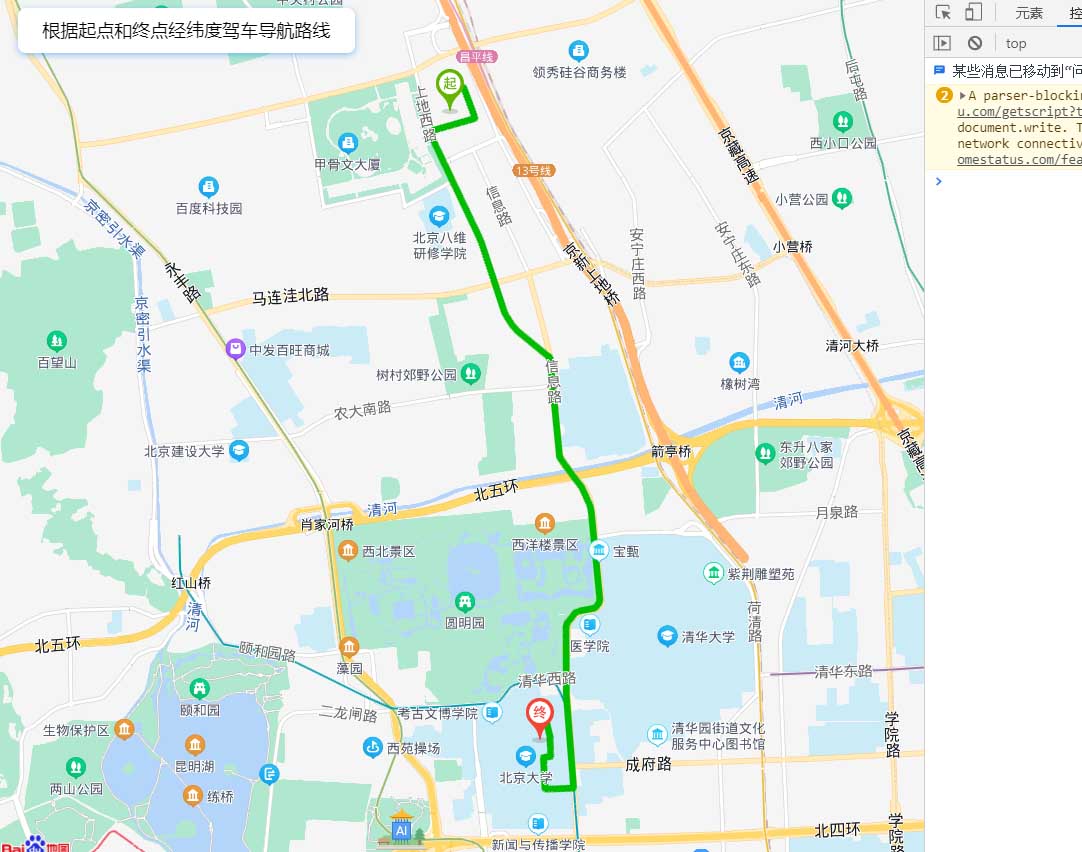 根据起点和终点经纬度驾车导航路线
元素
top
某些消息已移动到“问
2
A parser-blockin
u.com/getscript?t
document.write. T
network connectiv
omestatus.com/fea
昌平线
领秀硅谷商务楼
起
上地西路
后屯路
西小口公园
甲骨文大厦
13号线
京藏高速
百度科技园
信息路
小营公园
京密引水渠
北京八维
研修学院
安宁庄西路
安宁庄东路
小营桥
京新上地桥
永丰路
马连洼北路
京密引水渠
百望山
中发百旺商城
清河大桥
树村郊野公园
信息路
橡树湾
农大南路
清河
北京建设大学
箭亭桥
东升八家
郊野公园
京藏高
北五环
清河
肖家河桥
月泉路
西北景区
西洋楼景区
宝甄
紫荆雕塑苑
红山桥
清河
圆明园
荷清路
医学院
清华大学
北五环
颐和园路
藻园
清华西路
清华东路
颐和园
二龙闸路
考古文博学院
终
学院路
生物保护区
清华园街道文化
服务中心图书馆
西苑操场
昆明湖
北京大学
成府路
两山公园
练桥
AI
北四环
学院路
新闻与传播学院
Bai
地图